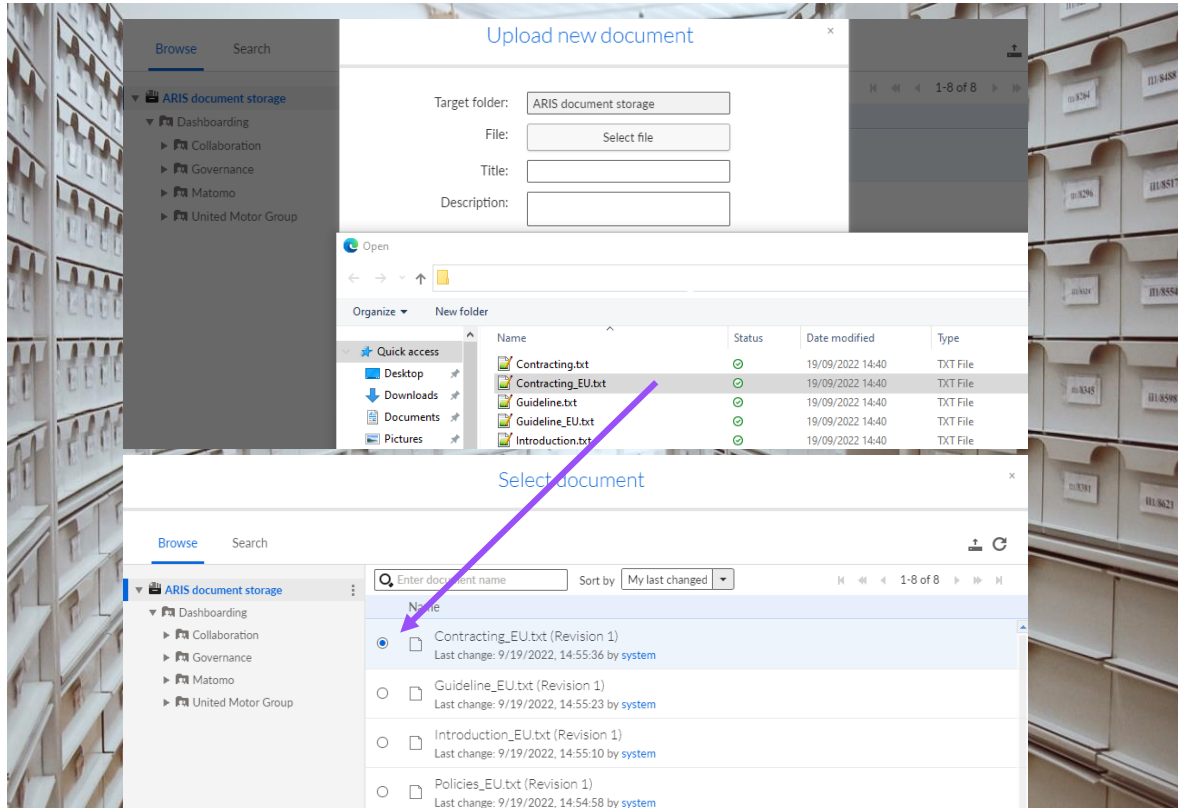 Upload new document
×
Browse Search
Target folder: ARIS document storage
1-8 of 8
ARIS document storage
File: Select file
Dashboarding
Collaboration
Title:
Governance
Matomo
Description:
United Motor Group
Open
Organize New folder
Name Status Date modified Type
Quick access
Contracting.txt 19/09/2022 14:40 TXT File
Desktop
Contracting_EU.txt 19/09/2022 14:40 TXT File
Downloads
Guideline.txt 19/09/2022 14:40 TXT File
Documents
Guideline_EU.txt 19/09/2022 14:40 TXT File
Pictures
Introduction.txt 19/09/2022 14:40 TXT File
Select document
×
Browse Search
ARIS document storage
Enter document name Sort by My last changed 1-8 of 8
Dashboarding
Name
Collaboration
Contracting_EU.txt (Revision 1)
Governance
Last change: 9/19/2022, 14:55:36 by system
Matomo
Guideline_EU.txt (Revision 1)
United Motor Group
Last change: 9/19/2022, 14:55:23 by system
Introduction_EU.txt (Revision 1)
Last change: 9/19/2022, 14:55:10 by system
Policies_EU.txt (Revision 1)
Last change: 9/19/2022, 14:54:58 by system